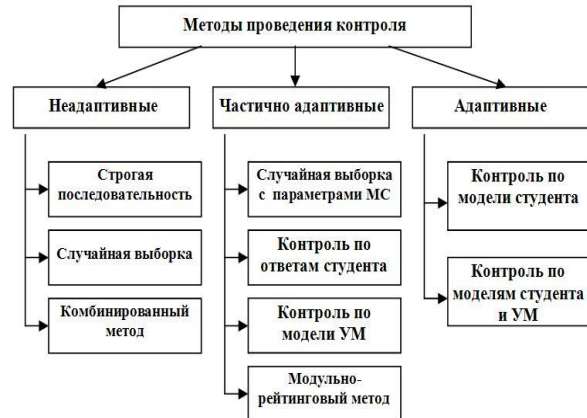 Методы проведения контроля
Неадаптивные
Частично адаптивные
Адаптивные
Строгая
последовательность
Случайная выборка
Комбинированный
метод
Случайная выборка
с параметрами МС
Контроль по
ответам студента
Контроль по
модели УМ
Модульно-
рейтинговый метод
Контроль по
модели студента
Контроль по
моделям студента
и УМ